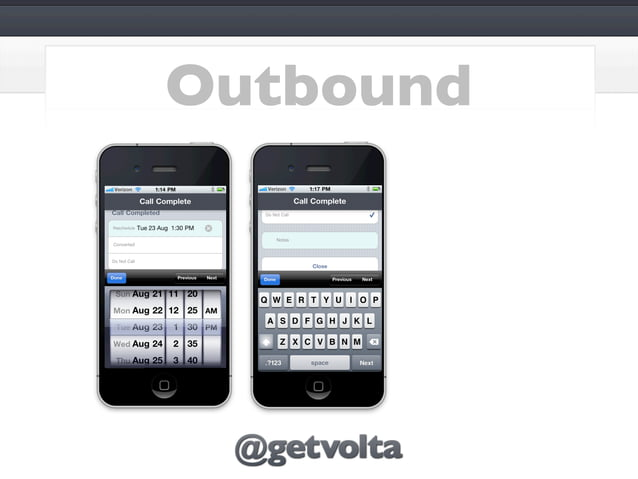 Outbound
Verizon 1:14 PM
Call Complete
Call Completed
Reschedule Tue 23 Aug 1:30 PM
Converted
Do Not Call
Done Previous Next
Sun Aug 21 11 20
Mon Aug 22 12 25 AM
Tue Aug 23 1 30 PM
Wed Aug 24 2 35
Thu Aug 25 3 40
Verizon 1:17 PM
Call Complete
Do Not Call
Notes
Close
Done Previous Next
Q W E R T Y U I O P
A S D F G H J K L
Z X C V B N M
.?123 space Next
@getvolta